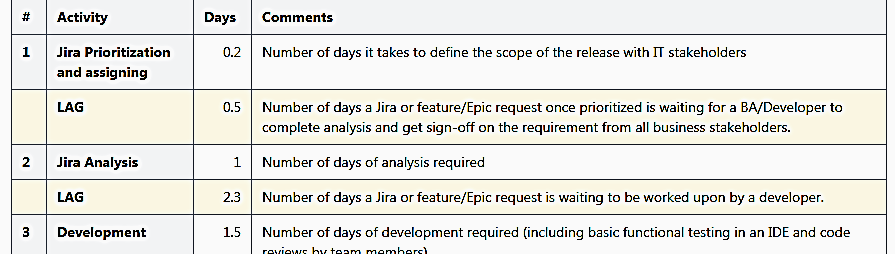 # Activity Days Comments
1 Jira Prioritization and assigning 0.2 Number of days it takes to define the scope of the release with IT stakeholders
LAG 0.5 Number of days a Jira or feature/Epic request once prioritized is waiting for a BA/Developer to
complete analysis and get sign-off on the requirement from all business stakeholders.
2 Jira Analysis 1 Number of days of analysis required
LAG 2.3 Number of days a Jira or feature/Epic request is waiting to be worked upon by a developer.
3 Development 1.5 Number of days of development required (including basic functional testing in an IDE and code
reviews by team members)